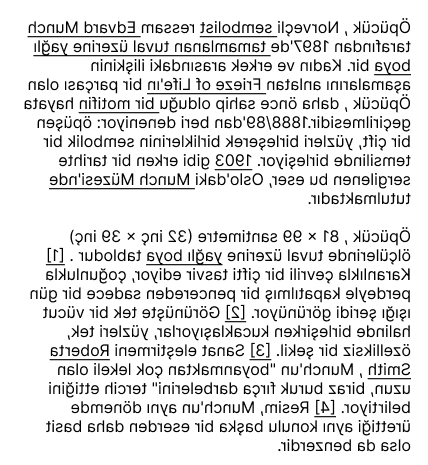 Öpücük , Norveçli sembolist ressam Edvard Munch
tarafından 1897'de tamamlanan tuval üzerine yağlı
boya bir. Kadın ve erkek arasındaki ilişkinin
aşamalarını anlatan Frieze of Life'ın bir parçası olan
Öpücük , daha önce sahip olduğu bir motifin hayata
geçirilmesidir.1888/89'dan beri deneniyor: öpüşen
bir çift, yüzleri birleşerek birliklerinin sembolik bir
temsilinde birleşiyor. 1903 gibi erken bir tarihte
sergilenen bu eser, Oslo'daki Munch Müzesi'nde
tutulmaktadır.
Öpücük , 81 × 99 santimetre (32 inç × 39 inç)
ölçülerinde tuval üzerine yağlı boya tablodur . [1]
Karanlıkla çevrili bir çifti tasvir ediyor, çoğunlukla
perdeyle kapatılmış bir pencereden sadece bir gün
ışığı şeridi görünüyor. [2] Görünüşte tek bir vücut
halinde birleşirken kucaklaşıyorlar, yüzleri tek,
özelliksiz bir şekil. [3] Sanat eleştirmeni Roberta
Smith , Munch'un "boyanmaktan çok lekeli olan
uzun, biraz buruk fırça darbelerini" tercih ettiğini
belirtiyor. [4] Resim, Munch'un aynı dönemde
ürettiği aynı konulu başka bir eserden daha basit
olsa da benzerdir.